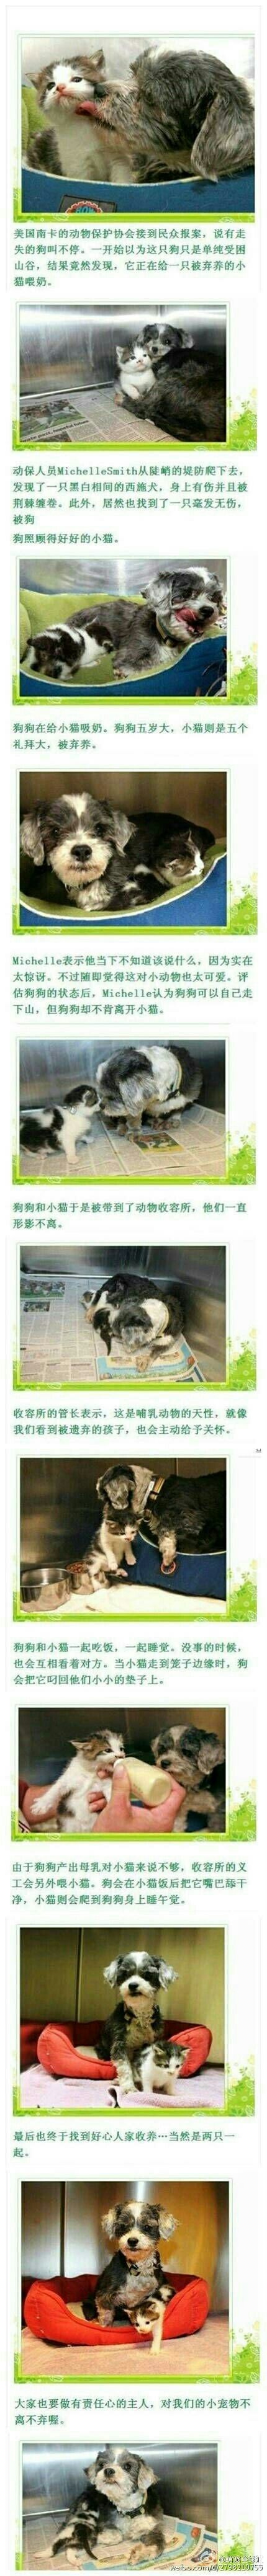 美国南卡的动物保护协会接到民众报案，说有走
失的狗叫不停。一开始以为这只狗只是单纯受困
山谷，结果竟然发现，它正在给一只被弃养的小
猫喂奶。
动保人员MichelleSmith从陡峭的堤防爬下去，
发现了一只黑白相间的西施犬，身上有伤并且被
荆棘缠卷。此外，居然也找到了一只毫发无伤，
被狗
狗照顾得好好的小猫。
狗狗在给小猫吸奶。狗狗五岁大，小猫则是五个
礼拜大，被弃养。
Michelle表示他当下不知道该说什么，因为实在
太惊讶。不过随即觉得这对小动物也太可爱。评
估狗狗的状态后，Michelle认为狗狗可以自己走
下山，但狗狗却不肯离开小猫。
狗狗和小猫于是被带到了动物收容所，他们一直
形影不离。
收容所的管长表示，这是哺乳动物的天性，就像
我们看到被遗弃的孩子，也会主动给予关怀。
狗狗和小猫一起吃饭，一起睡觉。没事的时候，
也会互相看着对方。当小猫走到笼子边缘时，狗
会把它叼回他们小小的垫子上。
由于狗狗产出母乳对小猫来说不够，收容所的义
工会另外喂小猫。狗会在小猫饭后把它嘴巴舔干
净，小猫则会爬到狗狗身上睡午觉。
最后也终于找到好心人家收养…当然是两只一
起。
大家也要做有责任心的主人，对我们的小宠物不
离不弃喔。
weibo.com/u/2798210755